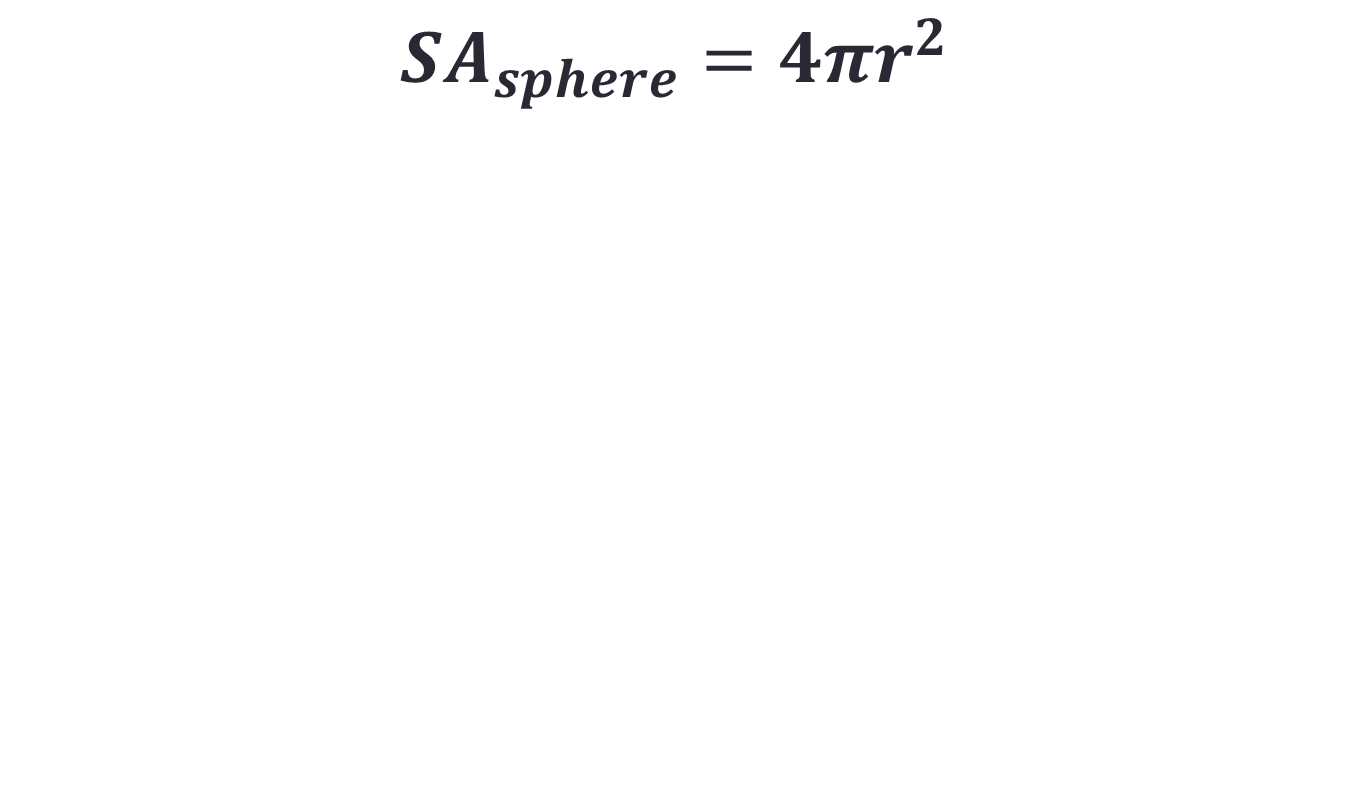 SA_sphere = 4πr²